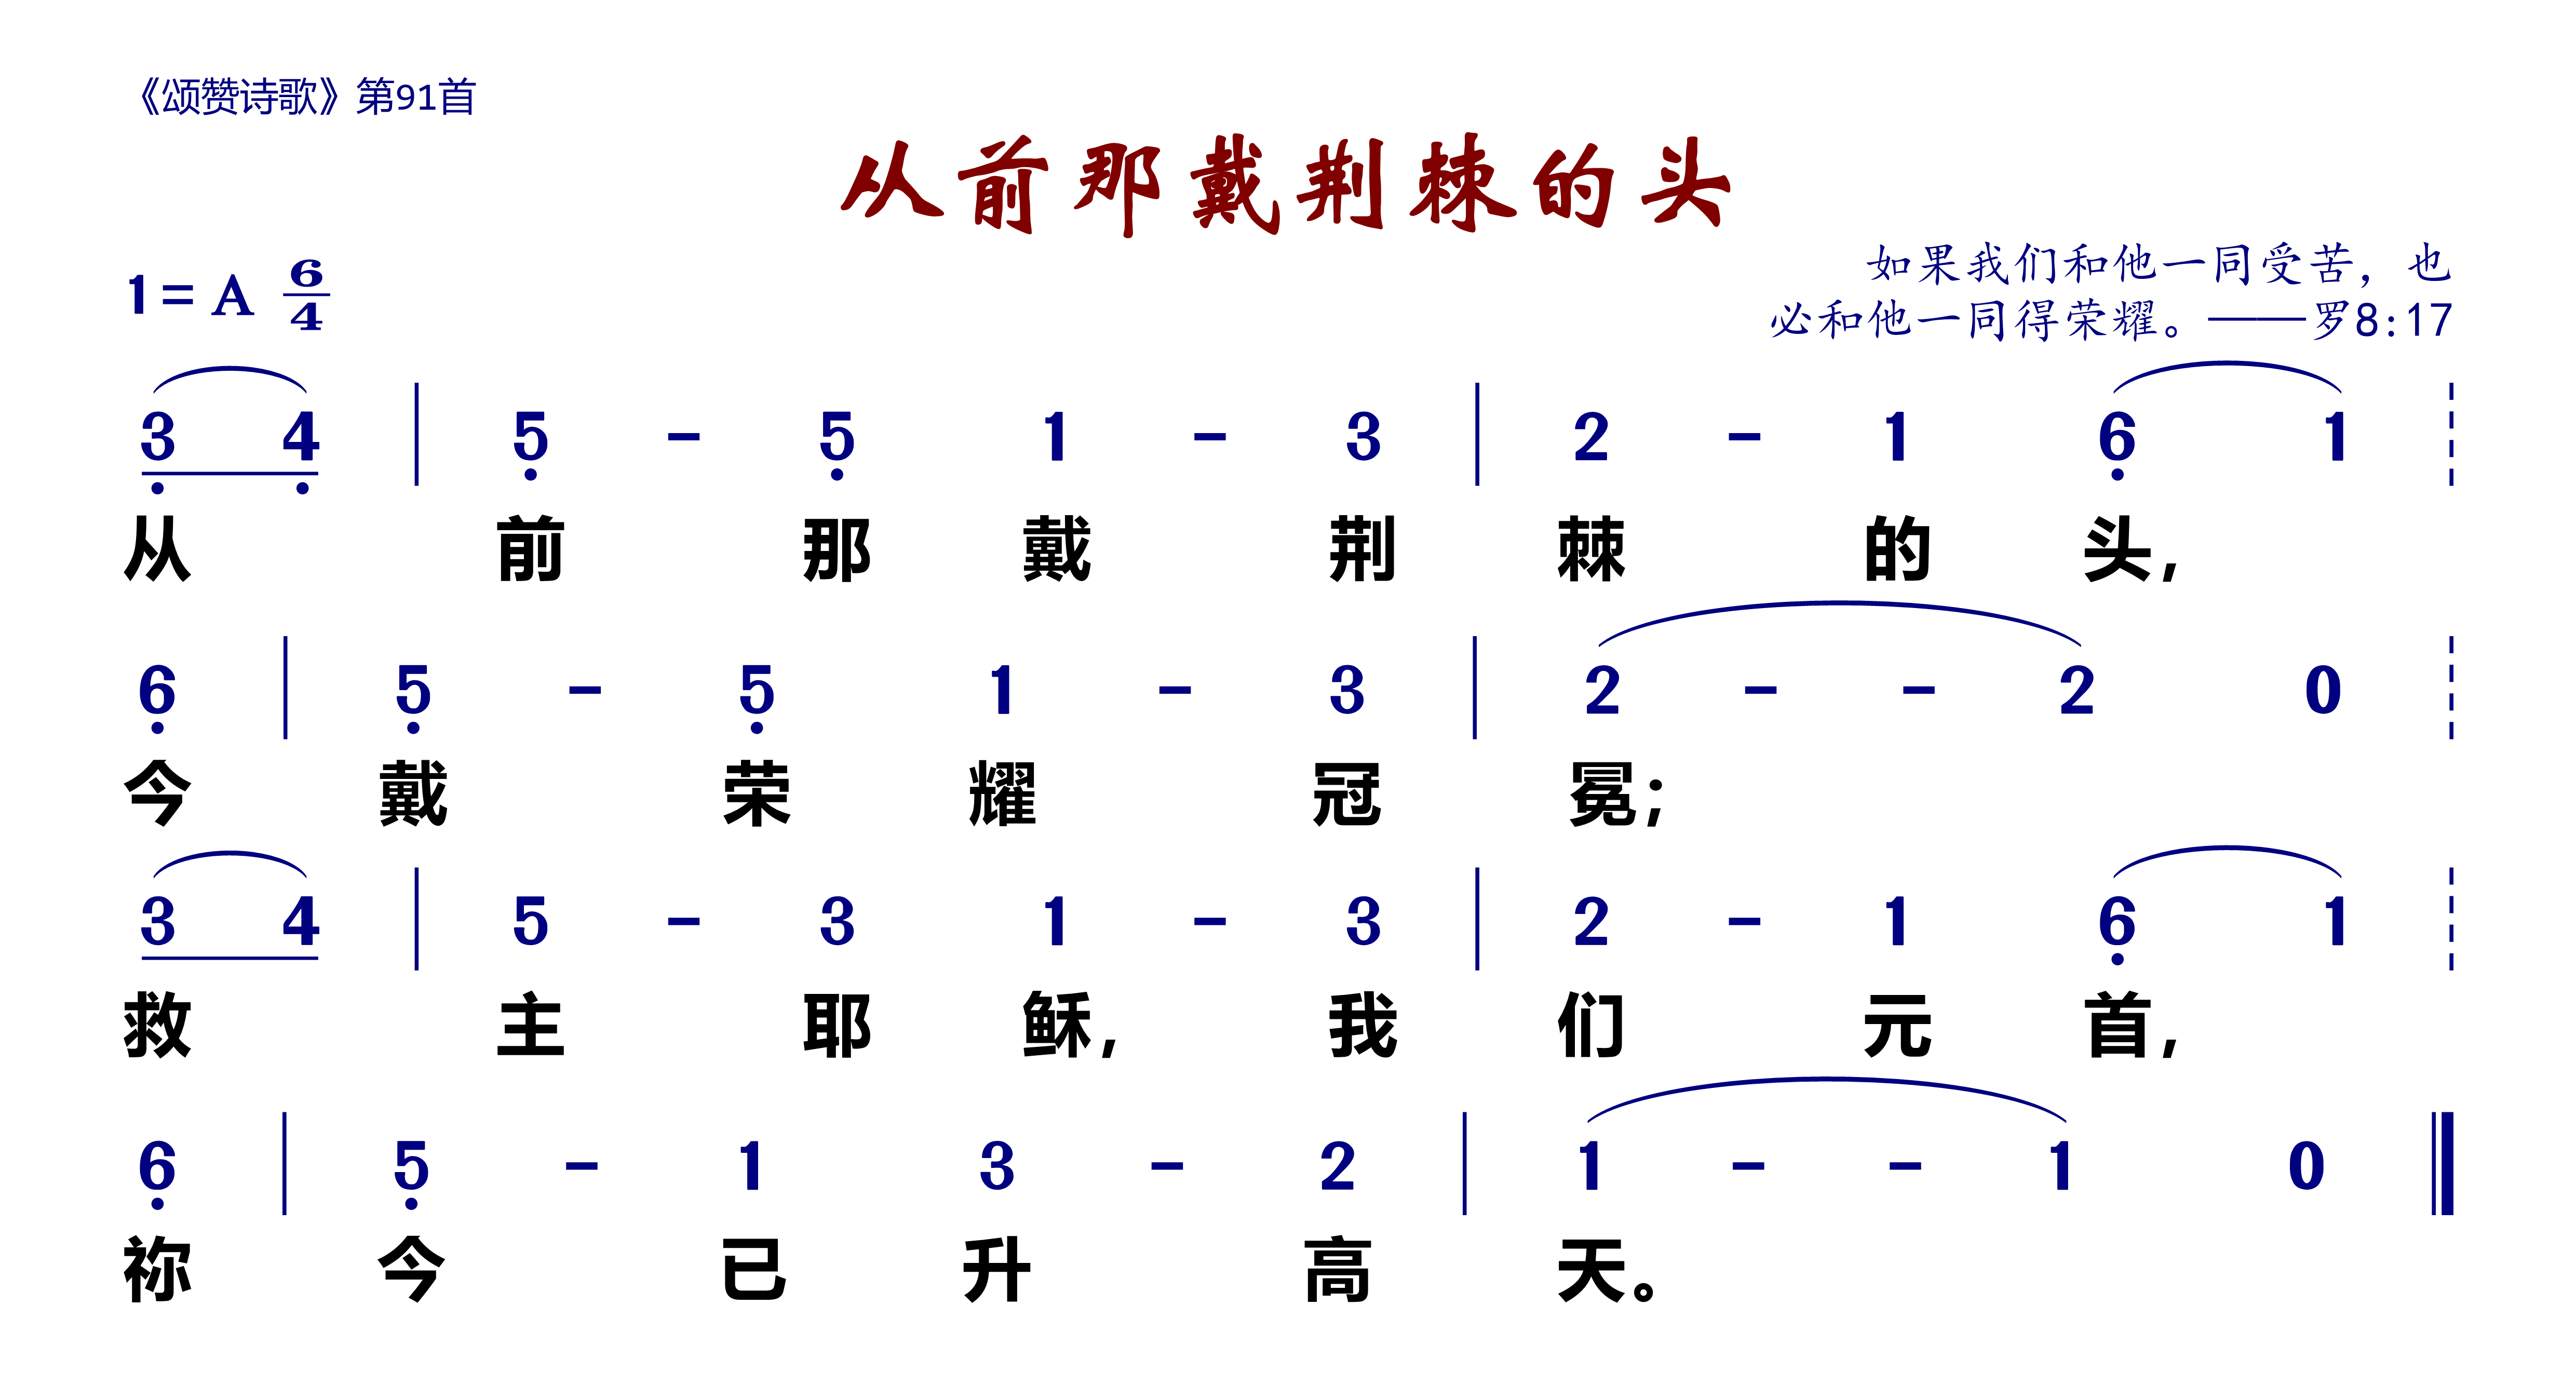 《颂赞诗歌》第91首
从前那戴荆棘的头
1=A 6/4
如果我们和他一同受苦，也
必和他一同得荣耀。——罗8:17
3̣ 4̣ | 5̣ - 5̣ 1 - 3 | 2 - 1 6̣ 1 ¦
从 前 那 戴 荆 棘 的 头,
6̣ | 5̣ - 5̣ 1 - 3 | 2 - - 2 0 ¦
今 戴 荣 耀 冠 冕;
3 4 | 5 - 3 1 - 3 | 2 - 1 6̣ 1 ¦
救 主 耶 稣, 我 们 元 首,
6̣ | 5̣ - 1 3 - 2 | 1 - - 1 0 ‖
祢 今 已 升 高 天。